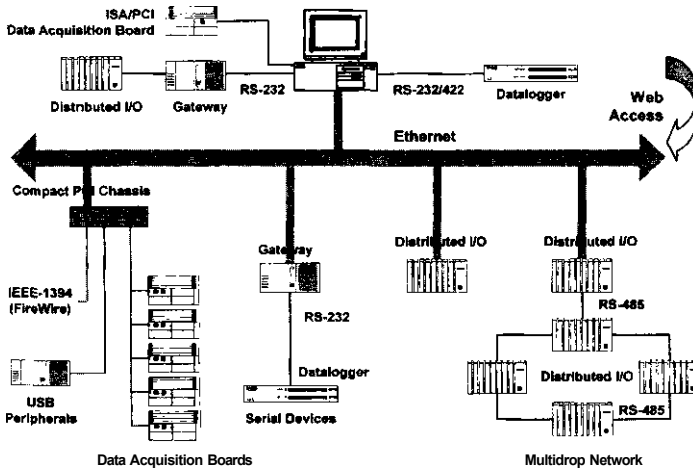 ISA/PCI
Data Acquisition Board
Distributed I/O
Gateway
RS-232
RS-232/422
Datalogger
Web
Access
Ethernet
Compact PCI Chassis
Gateway
Distributed I/O
Distributed I/O
IEEE-1394
(FireWire)
RS-485
RS-232
Datalogger
Distributed I/O
USB
Peripherals
Serial Devices
RS-485
Data Acquisition Boards
Multidrop Network